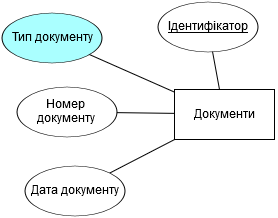 Ідентифікатор
Тип документу
Номер
документу
Документи
Дата документу